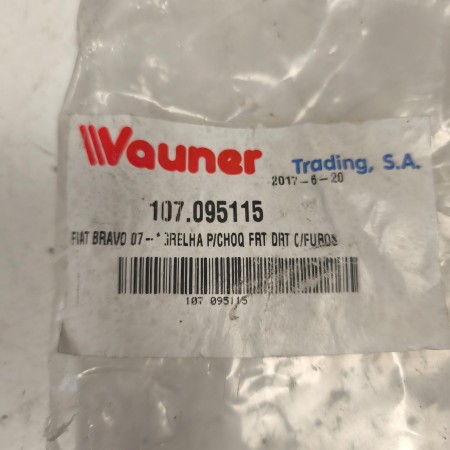 Vauner Trading, S.A.
2017-6-20
107.095115
FIAT BRAVO 07-* GRELHA P/CHOQ FRT DRT C/FUROS
107 095115